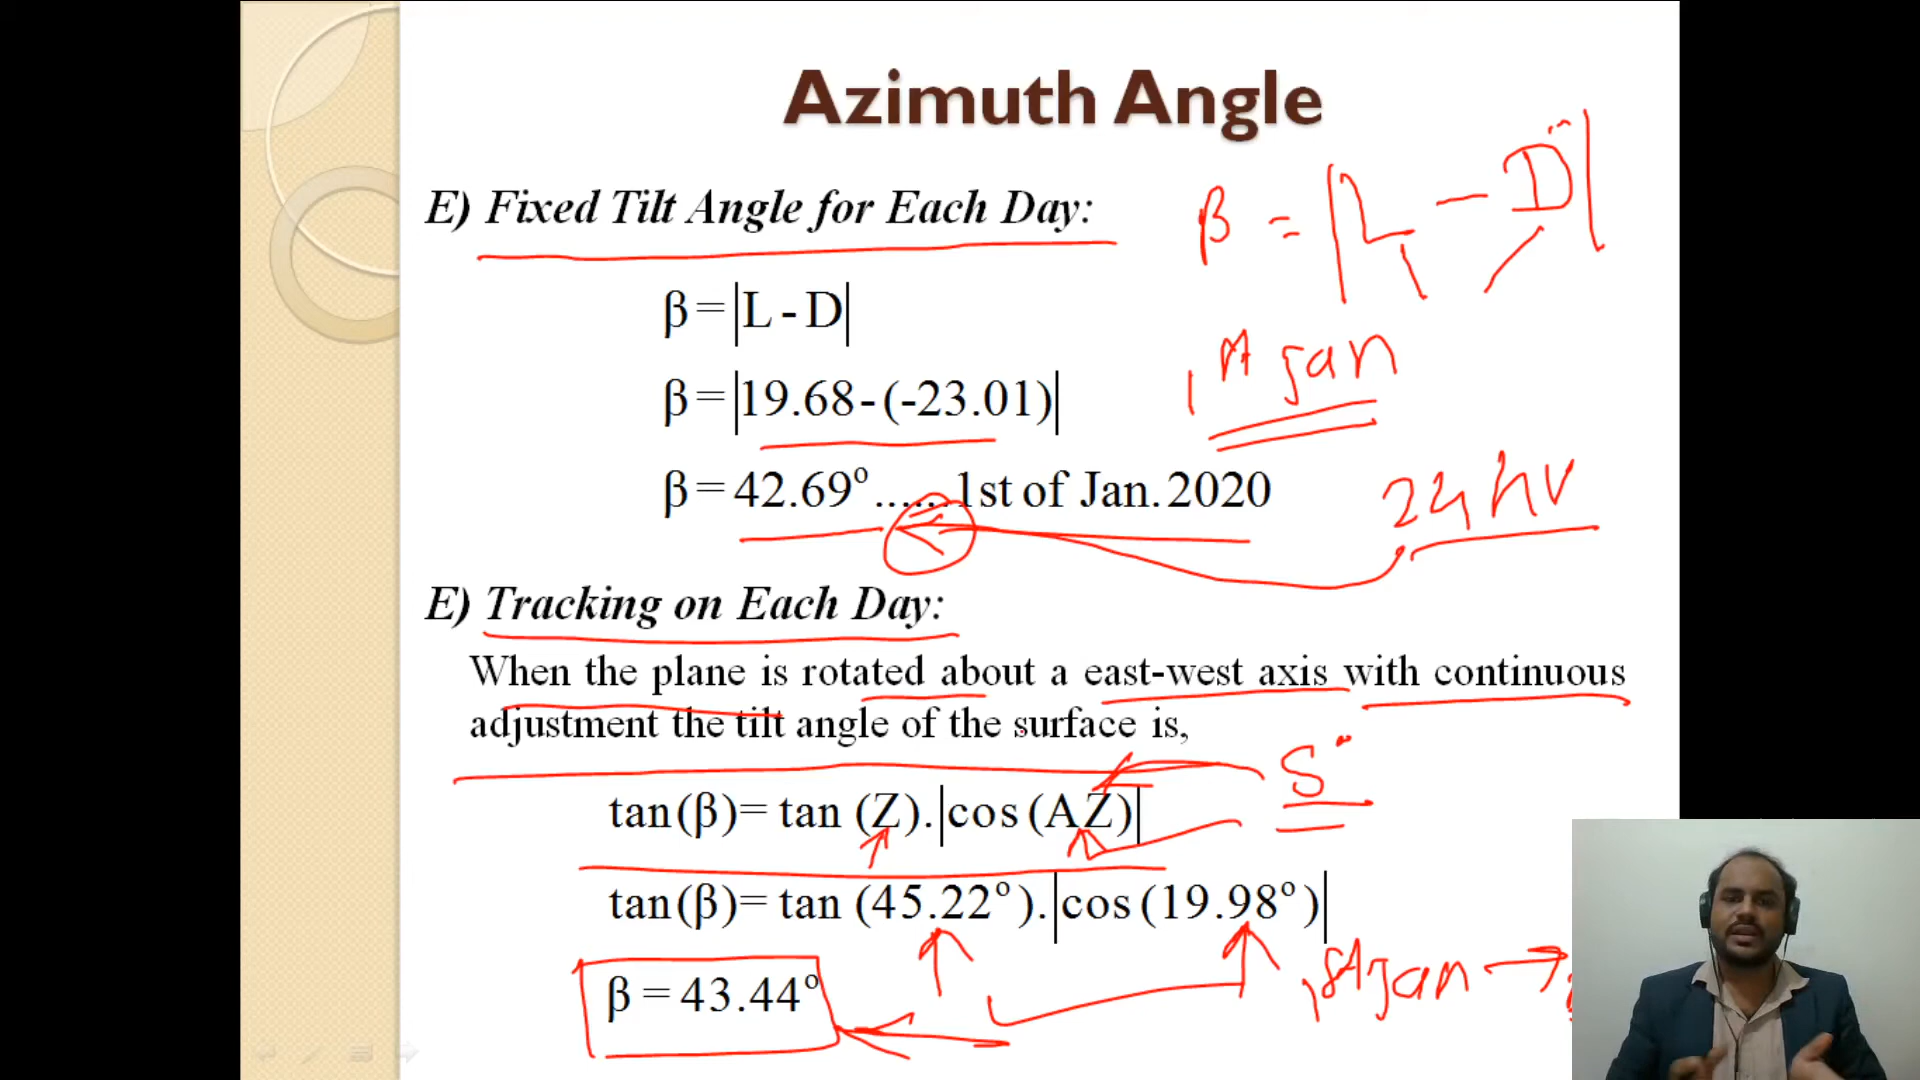 Azimuth Angle
E) Fixed Tilt Angle for Each Day:
β = |L - D|
β = |L - D|
β = |19.68 - (-23.01)|
1st Jan
β = 42.69° ...... 1st of Jan. 2020
24 hr
E) Tracking on Each Day:
When the plane is rotated about a east-west axis with continuous
adjustment the tilt angle of the surface is,
S
tan(β)= tan (Z).|cos (AZ)|
tan(β)= tan (45.22°).|cos (19.98°)|
1st Jan
β = 43.44°